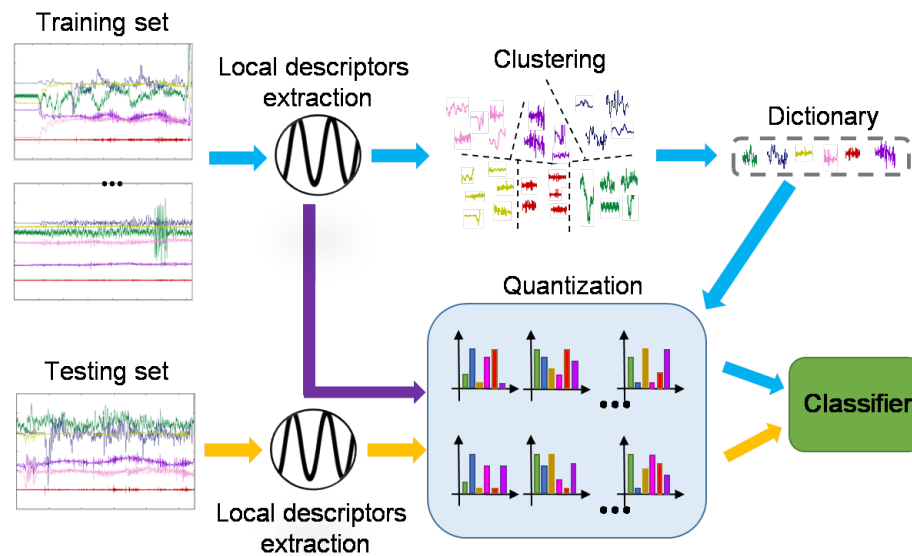 Training set
Local descriptors
extraction
Clustering
Dictionary
Quantization
Testing set
Classifier
Local descriptors
extraction